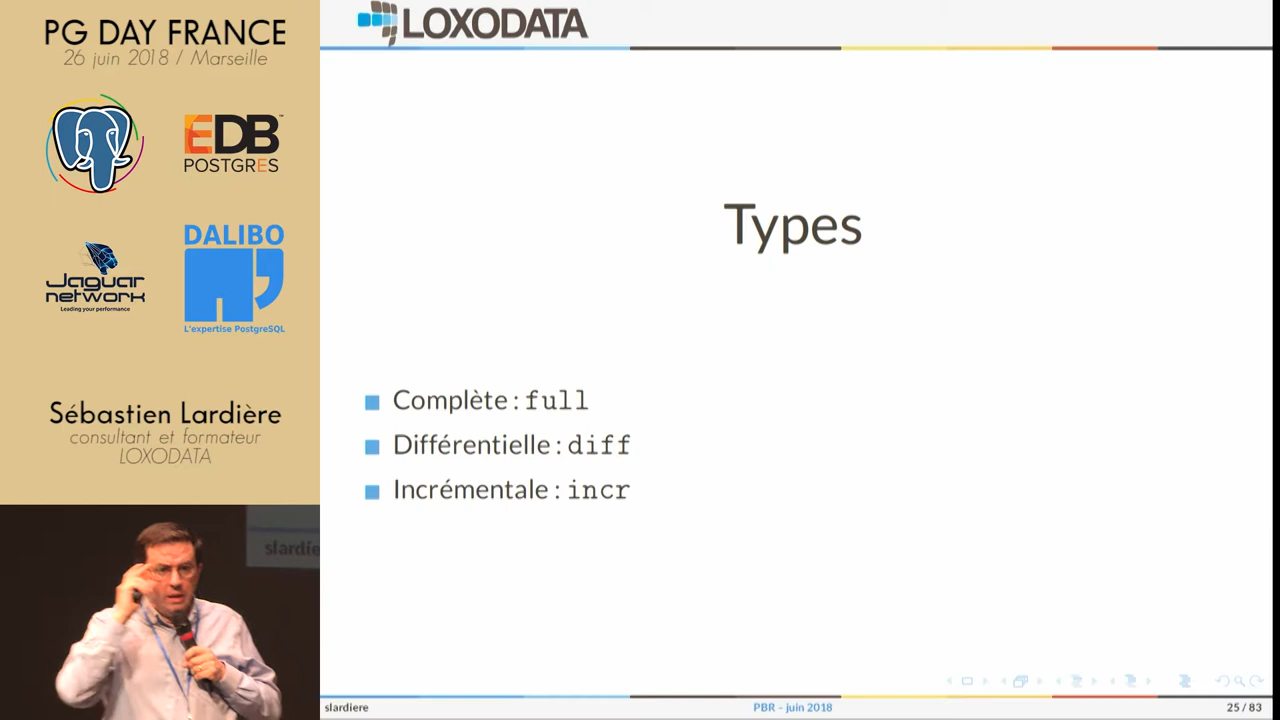 PG DAY FRANCE
26 juin 2018 / Marseille
EDB
POSTGRES
Jaguar
network
Leading your performance
DALIBO
L'expertise PostgreSQL
Sébastien Lardière
consultant et formateur
LOXODATA
slardie
LOXODATA
Types
Complète : full
Différentielle : diff
Incrémentale : incr
slardiere
PBR - juin 2018
25 / 83